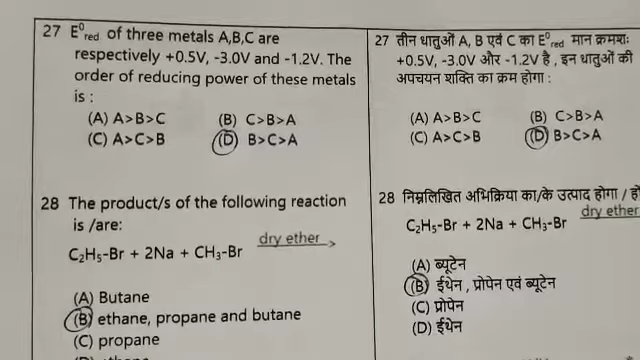 27 E⁰red of three metals A,B,C are
respectively +0.5V, -3.0V and -1.2V. The
order of reducing power of these metals
is :
(A) A>B>C (B) C>B>A
(C) A>C>B (D) B>C>A
28 The product/s of the following reaction
is /are:
C₂H₅-Br + 2Na + CH₃-Br dry ether
(A) Butane
(B) ethane, propane and butane
(C) propane
27 तीन धातुओं A, B एवं C का E⁰red मान क्रमशः
+0.5V, -3.0V और -1.2V है , इन धातुओं की
अपचयन शक्ति का क्रम होगा :
(A) A>B>C (B) C>B>A
(C) A>C>B (D) B>C>A
28 निम्नलिखित अभिक्रिया का/के उत्पाद होगा /
C₂H₅-Br + 2Na + CH₃-Br dry ether
(A) ब्यूटेन
(B) ईथेन , प्रोपेन एवं ब्यूटेन
(C) प्रोपेन
(D) ईथेन